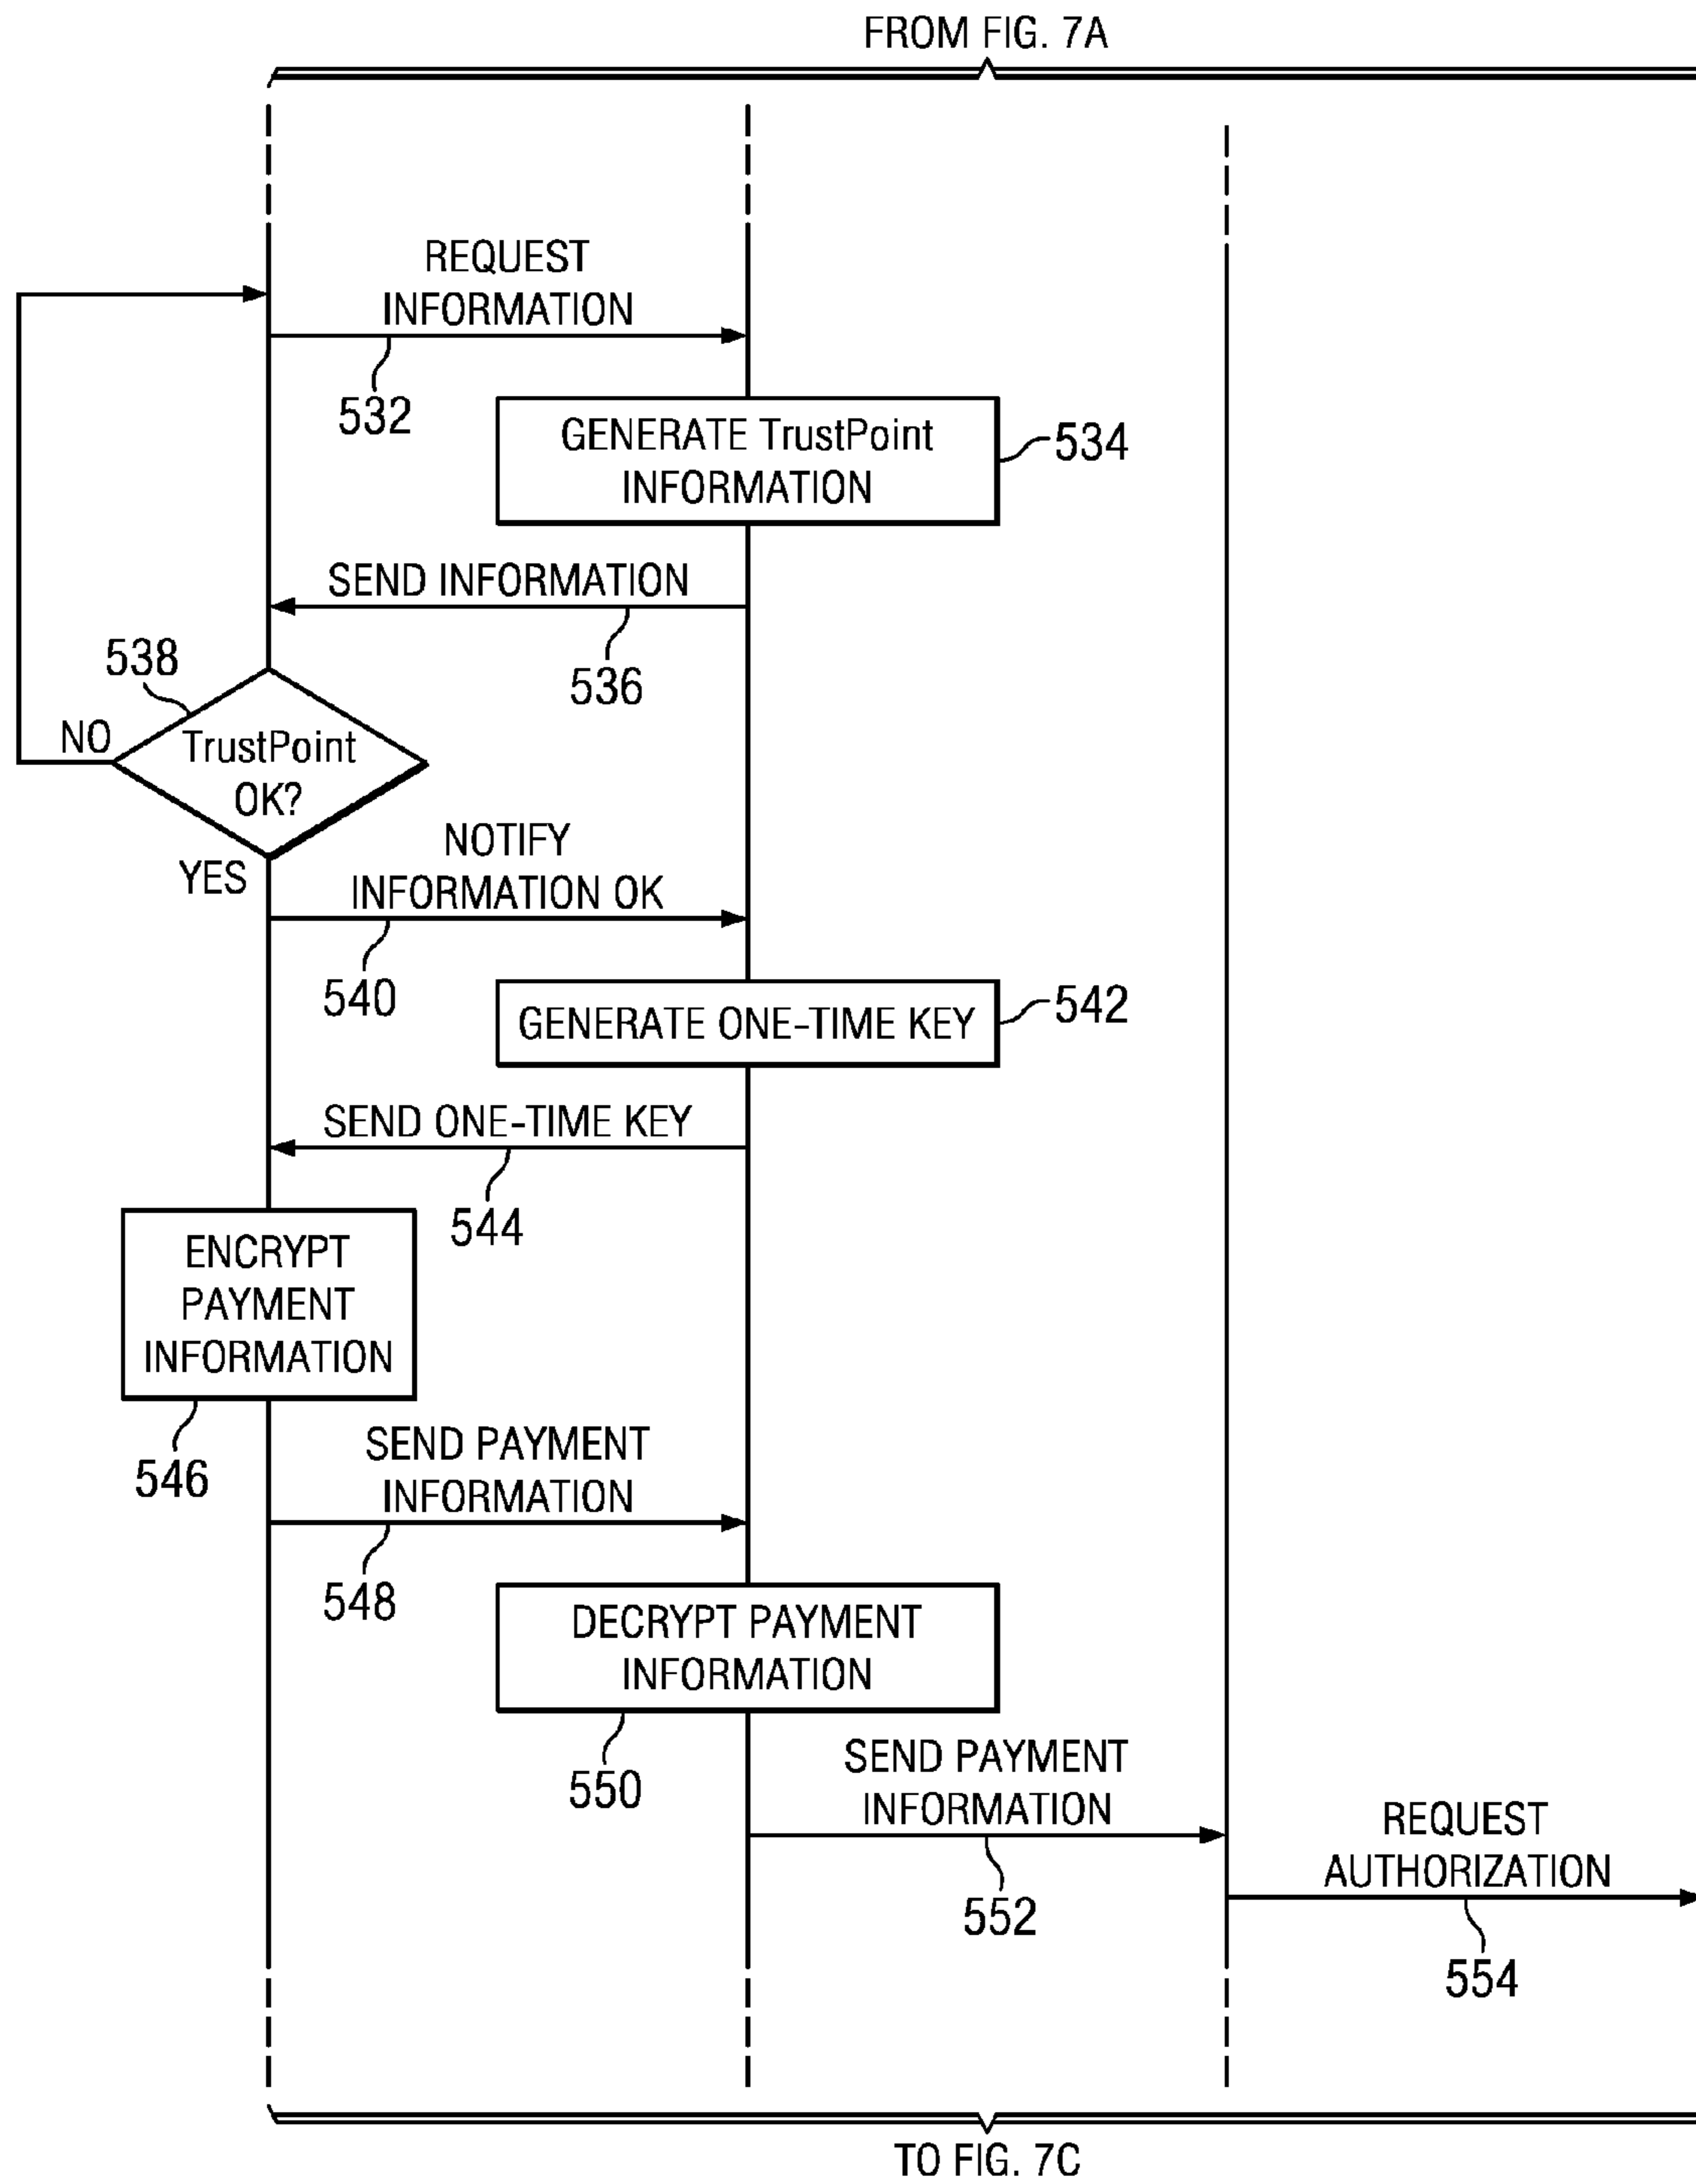 FROM FIG. 7A
REQUEST
INFORMATION
532
GENERATE TrustPoint
INFORMATION
534
SEND INFORMATION
536
538
NO
TrustPoint
OK?
YES
NOTIFY
INFORMATION OK
540
GENERATE ONE-TIME KEY
542
SEND ONE-TIME KEY
544
ENCRYPT
PAYMENT
INFORMATION
546
SEND PAYMENT
INFORMATION
548
DECRYPT PAYMENT
INFORMATION
550
SEND PAYMENT
INFORMATION
552
REQUEST
AUTHORIZATION
554
TO FIG. 7C